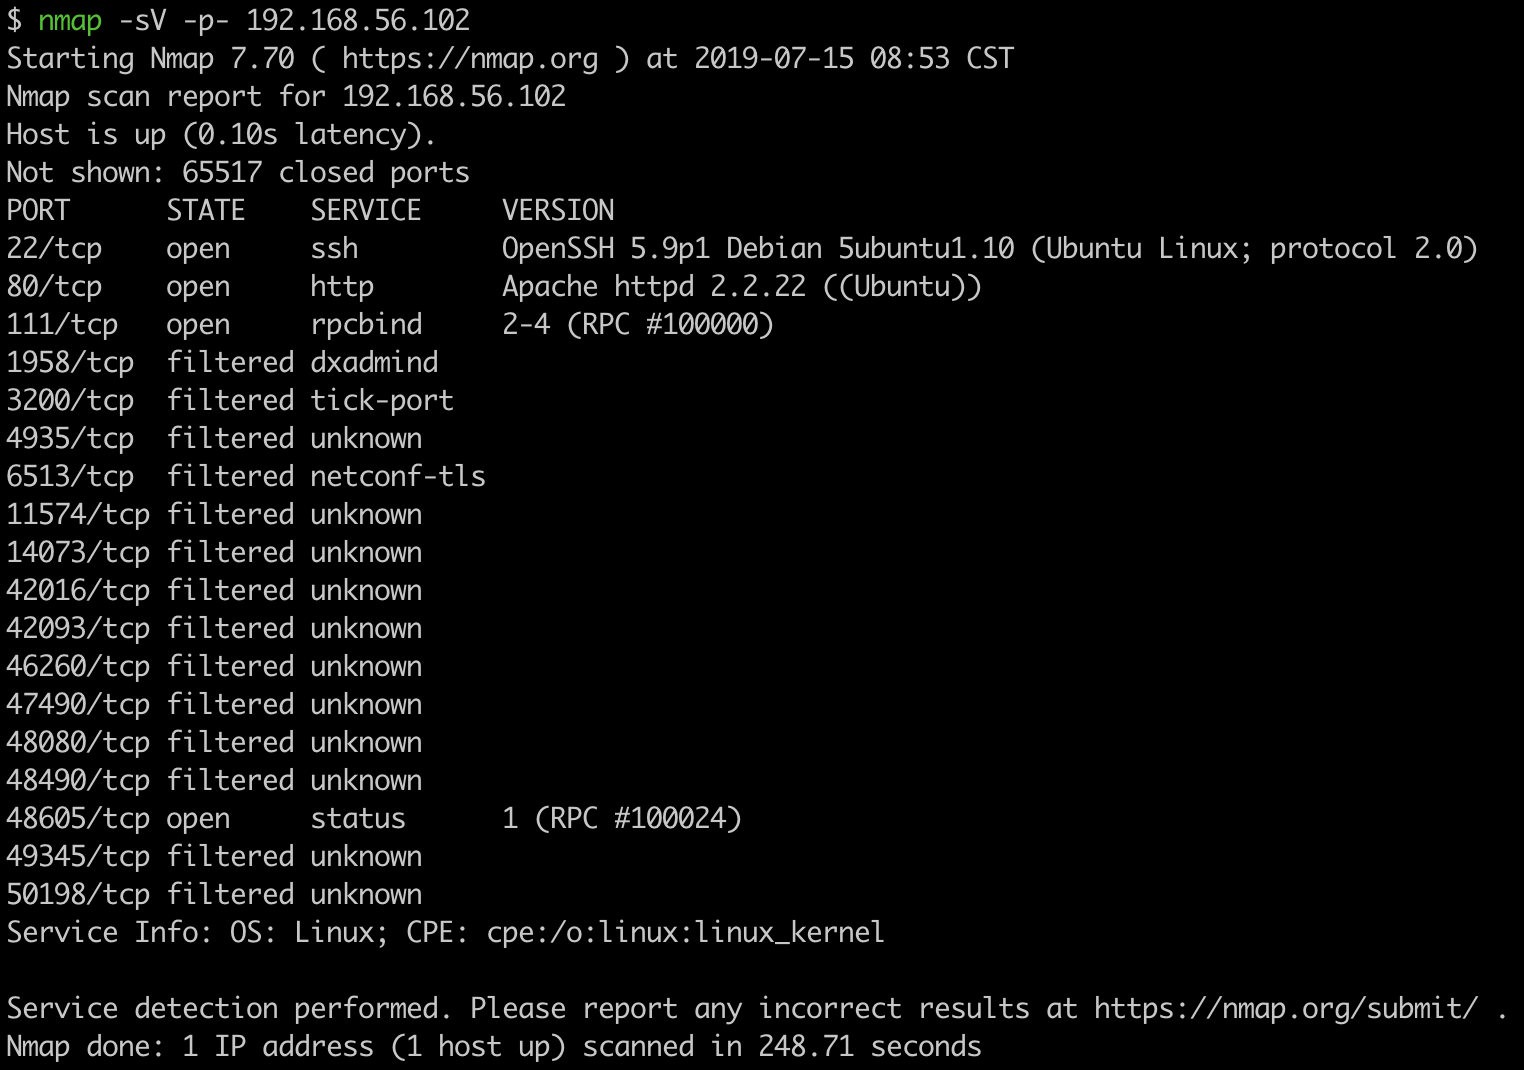 $ nmap -sV -p- 192.168.56.102
Starting Nmap 7.70 ( https://nmap.org ) at 2019-07-15 08:53 CST
Nmap scan report for 192.168.56.102
Host is up (0.10s latency).
Not shown: 65517 closed ports
PORT      STATE    SERVICE     VERSION
22/tcp    open     ssh         OpenSSH 5.9p1 Debian 5ubuntu1.10 (Ubuntu Linux; protocol 2.0)
80/tcp    open     http        Apache httpd 2.2.22 ((Ubuntu))
111/tcp   open     rpcbind     2-4 (RPC #100000)
1958/tcp  filtered dxadmind
3200/tcp  filtered tick-port
4935/tcp  filtered unknown
6513/tcp  filtered netconf-tls
11574/tcp filtered unknown
14073/tcp filtered unknown
42016/tcp filtered unknown
42093/tcp filtered unknown
46260/tcp filtered unknown
47490/tcp filtered unknown
48080/tcp filtered unknown
48490/tcp filtered unknown
48605/tcp open     status      1 (RPC #100024)
49345/tcp filtered unknown
50198/tcp filtered unknown
Service Info: OS: Linux; CPE: cpe:/o:linux:linux_kernel

Service detection performed. Please report any incorrect results at https://nmap.org/submit/ .
Nmap done: 1 IP address (1 host up) scanned in 248.71 seconds